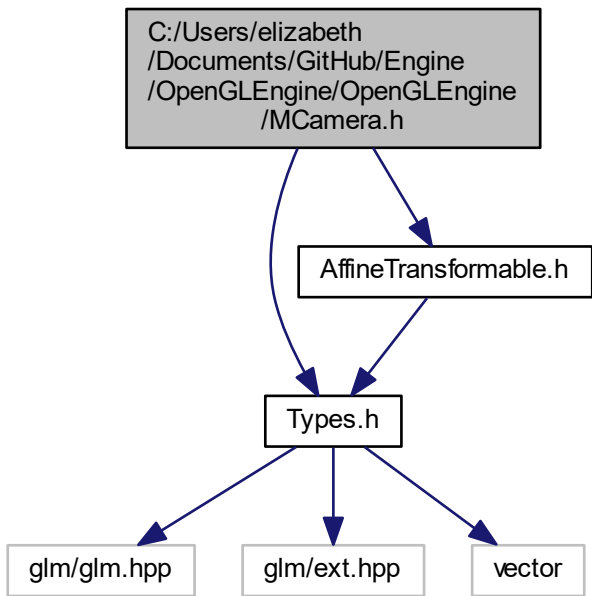 C:/Users/elizabeth
/Documents/GitHub/Engine
/OpenGLEngine/OpenGLEngine
/MCamera.h
AffineTransformable.h
Types.h
glm/glm.hpp
glm/ext.hpp
vector